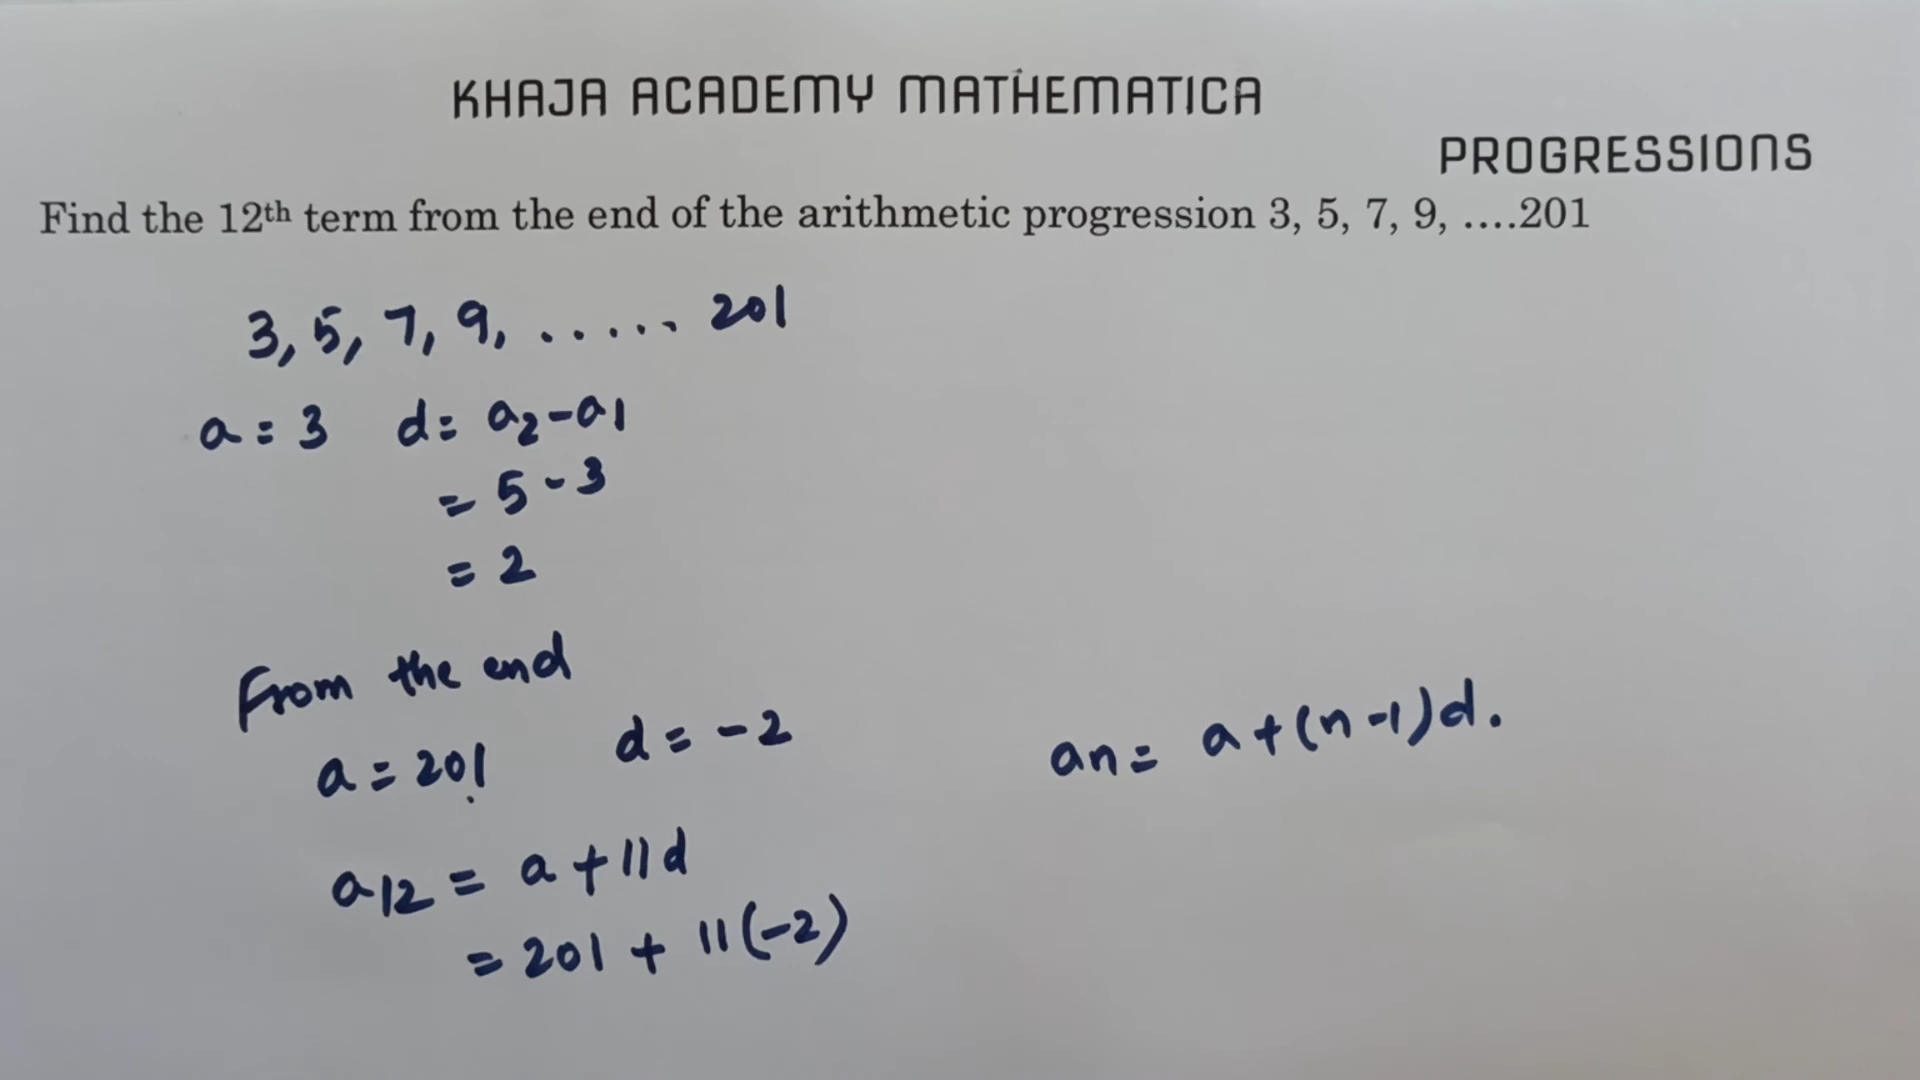 KHAJA ACADEMY MATHEMATICA
PROGRESSIONS
Find the 12th term from the end of the arithmetic progression 3, 5, 7, 9, ....201
3, 5, 7, 9, ..... 201
a = 3 d = a2 - a1
= 5 - 3
= 2
From the end
a = 201 d = -2
an = a + (n-1)d.
a12 = a + 11d
= 201 + 11(-2)